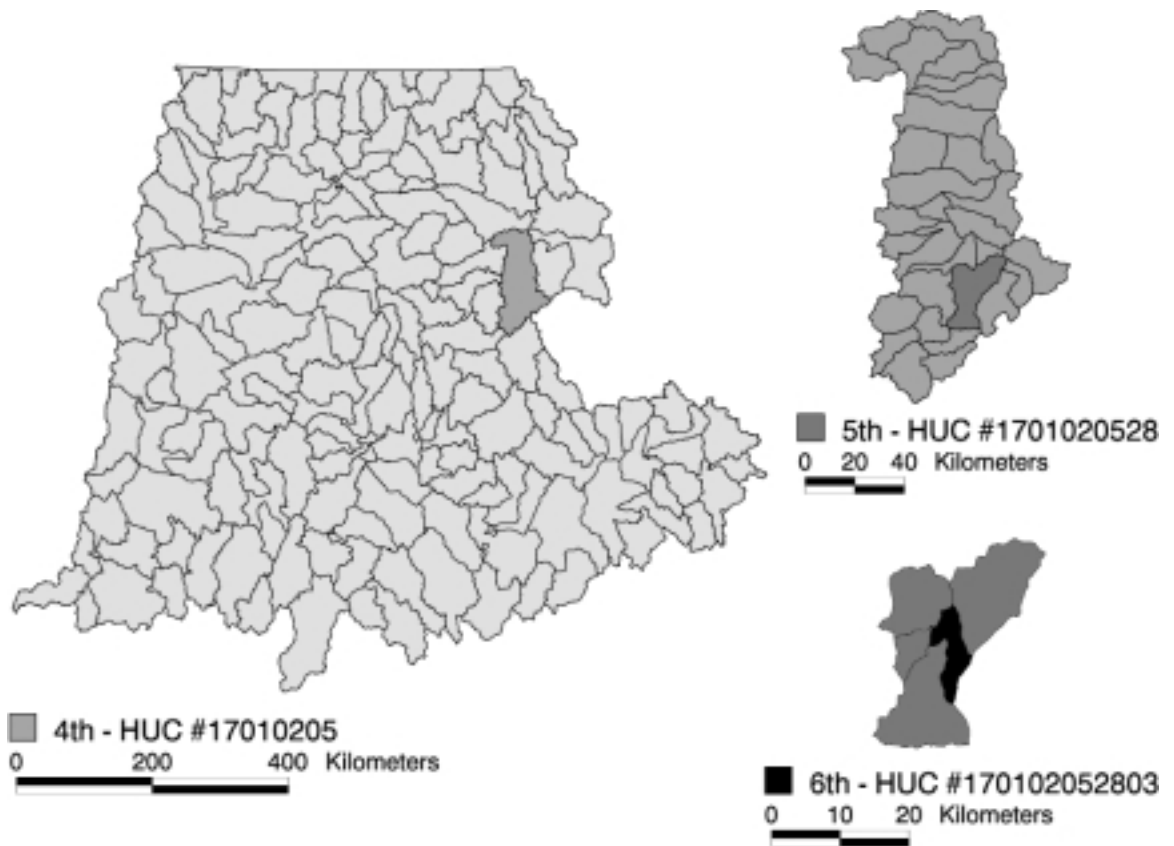 5th - HUC #1701020528
0 20 40 Kilometers
4th - HUC #17010205
0 200 400 Kilometers
6th - HUC #170102052803
0 10 20 Kilometers